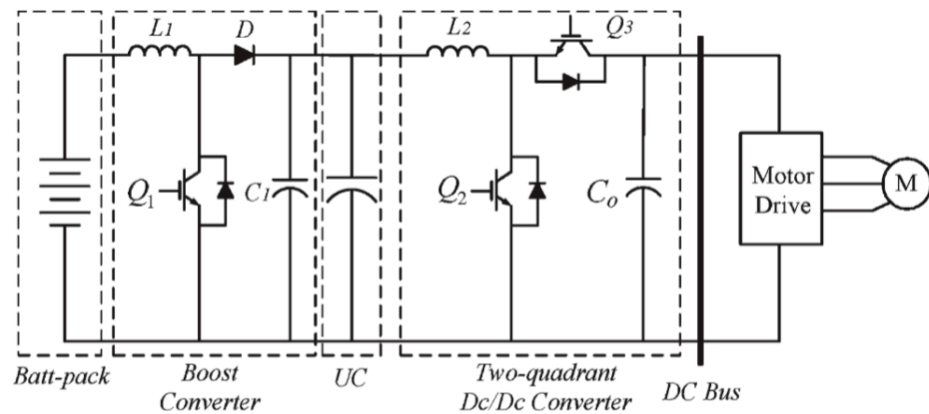 L1
D
L2
Q3
Q1
C1
Q2
Co
Motor
Drive
M
Batt-pack
Boost
Converter
UC
Two-quadrant
Dc/Dc Converter
DC Bus